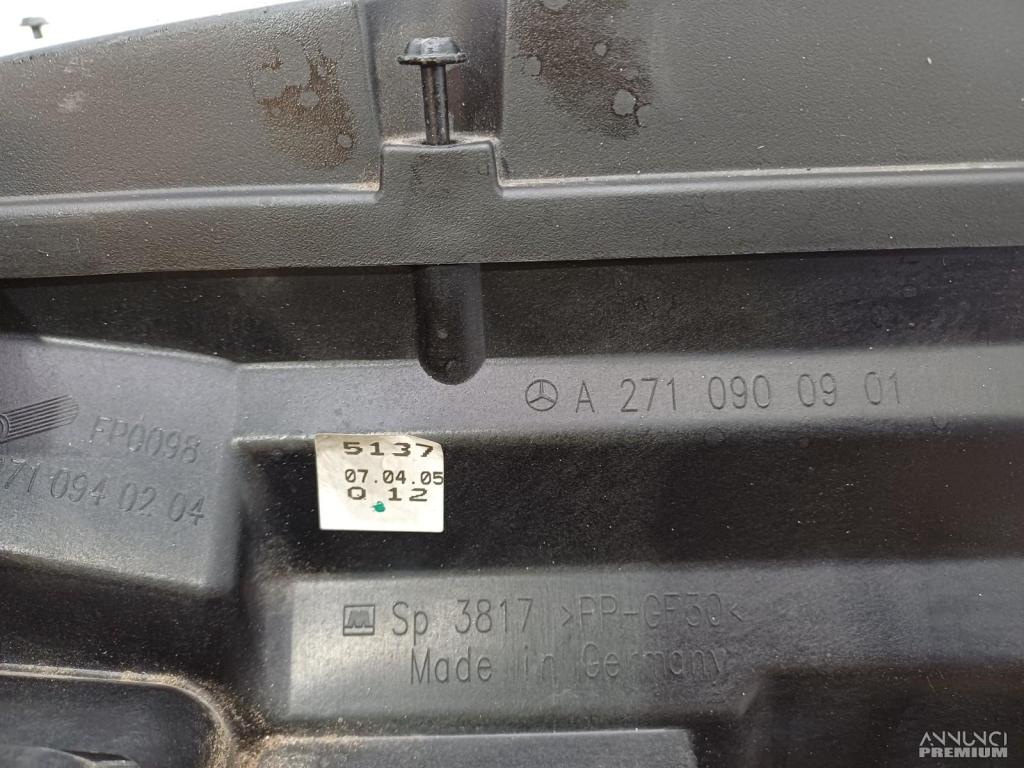 A 271 090 09 01
FP0098
271 094 02 04
5137
07.04.05
Q 12
Sp 3817 >PP-GF30<
Made in Germany
ANNUNCI
PREMIUM